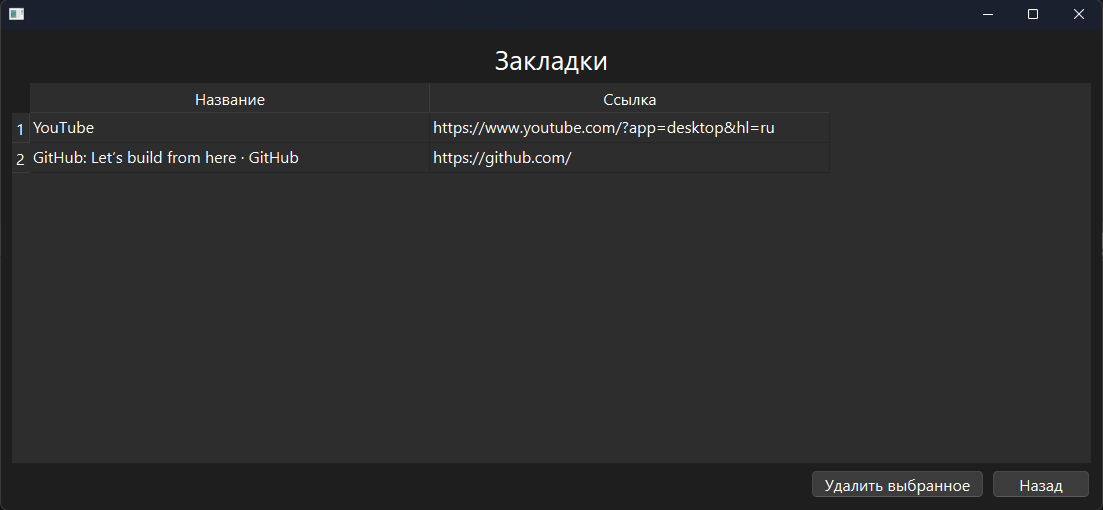 Закладки
Название Ссылка
1 YouTube https://www.youtube.com/?app=desktop&hl=ru
2 GitHub: Let’s build from here · GitHub https://github.com/
Удалить выбранное Назад